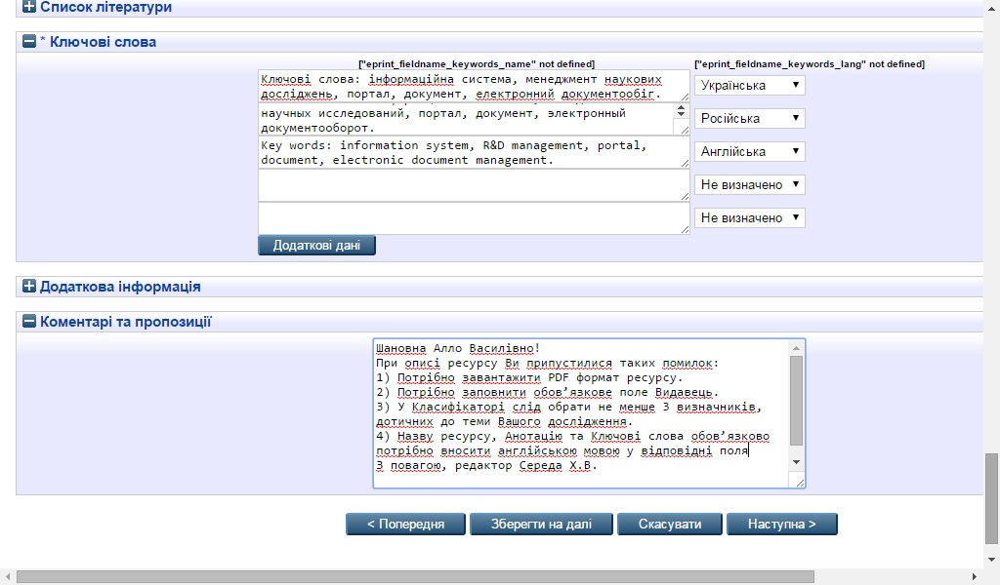 Список літератури
* Ключові слова
["eprint_fieldname_keywords_name" not defined] ["eprint_fieldname_keywords_lang" not defined]
Ключові слова: інформаційна система, менеджмент наукових
досліджень, портал, документ, електронний документообіг.
Українська
научных исследований, портал, документ, электронный
документооборот.
Російська
Key words: information system, R&D management, portal,
document, electronic document management.
Англійська
Не визначено
Не визначено
Додаткові дані
Додаткова інформація
Коментарі та пропозиції
Шановна Алло Василівно!
При описі ресурсу Ви припустилися таких помилок:
1) Потрібно завантажити PDF формат ресурсу.
2) Потрібно заповнити обов’язкове поле Видавець.
3) У Класифікаторі слід обрати не менше 3 визначників,
дотичних до теми Вашого дослідження.
4) Назву ресурсу, Анотацію та Ключові слова обов’язково
потрібно вносити англійською мовою у відповідні поля
З повагою, редактор Середа Х.В.
< Попередня Зберегти на далі Скасувати Наступна >